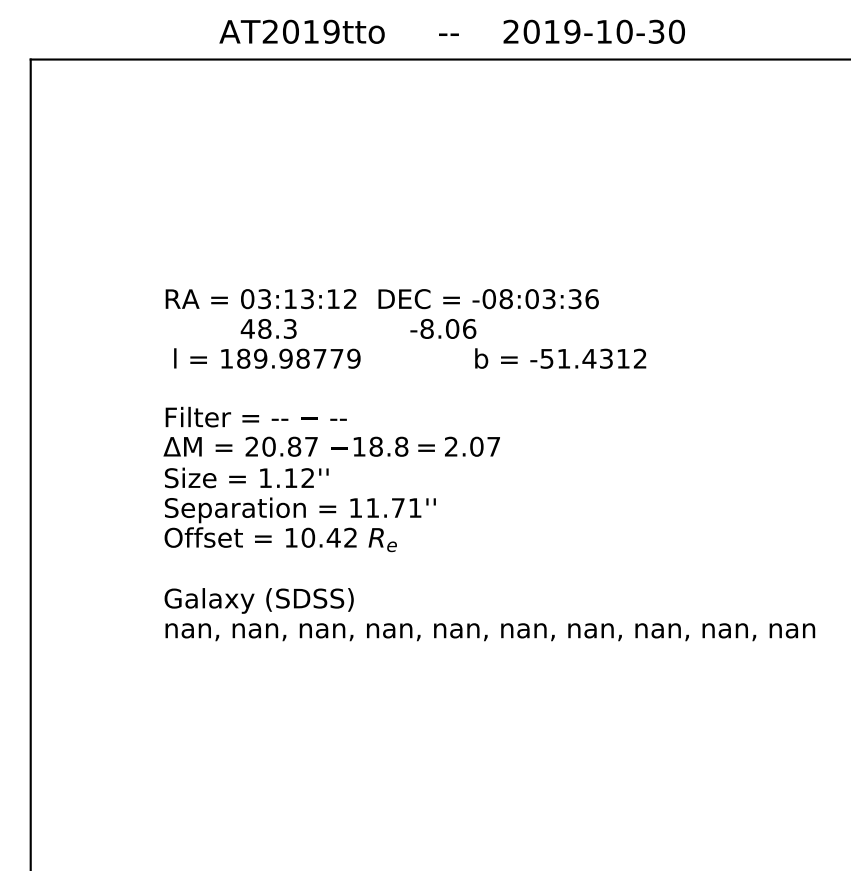 AT2019tto -- 2019-10-30
RA = 03:13:12 DEC = -08:03:36
48.3 -8.06
l = 189.98779 b = -51.4312
Filter = -- − --
ΔM = 20.87 −18.8 = 2.07
Size = 1.12''
Separation = 11.71''
Offset = 10.42 Rₑ
Galaxy (SDSS)
nan, nan, nan, nan, nan, nan, nan, nan, nan, nan